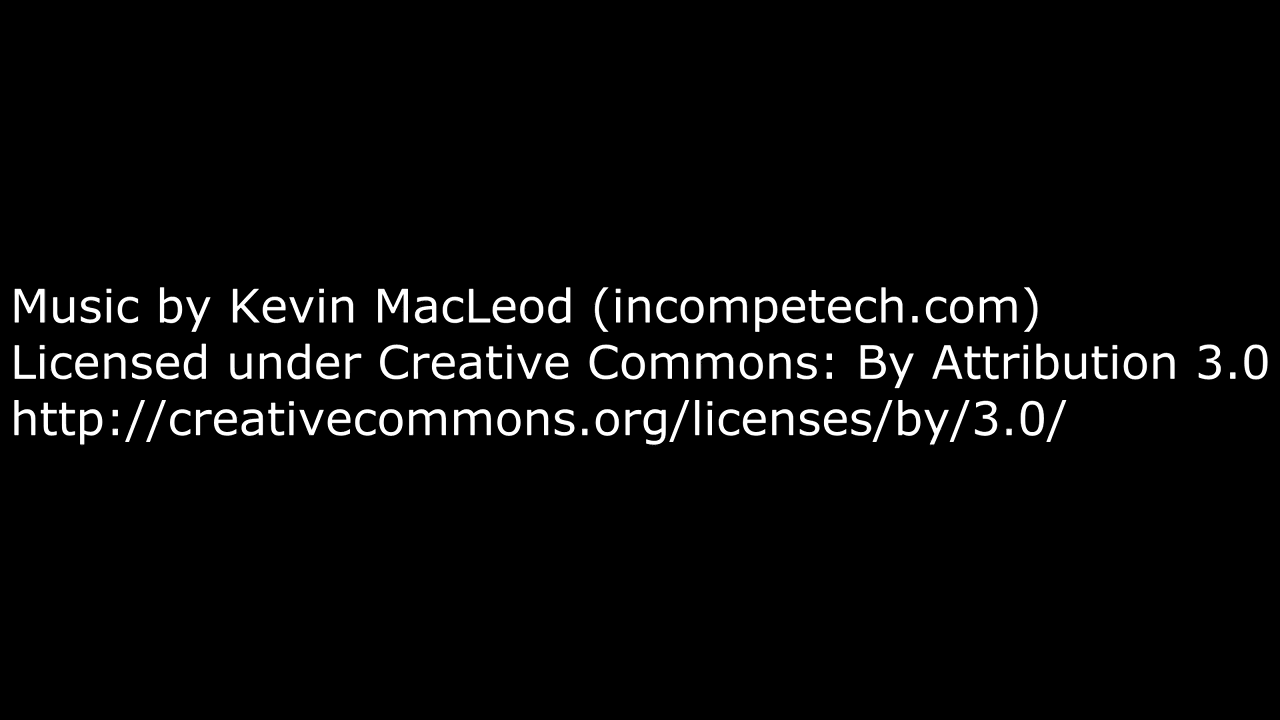 Music by Kevin MacLeod (incompetech.com)
Licensed under Creative Commons: By Attribution 3.0
http://creativecommons.org/licenses/by/3.0/